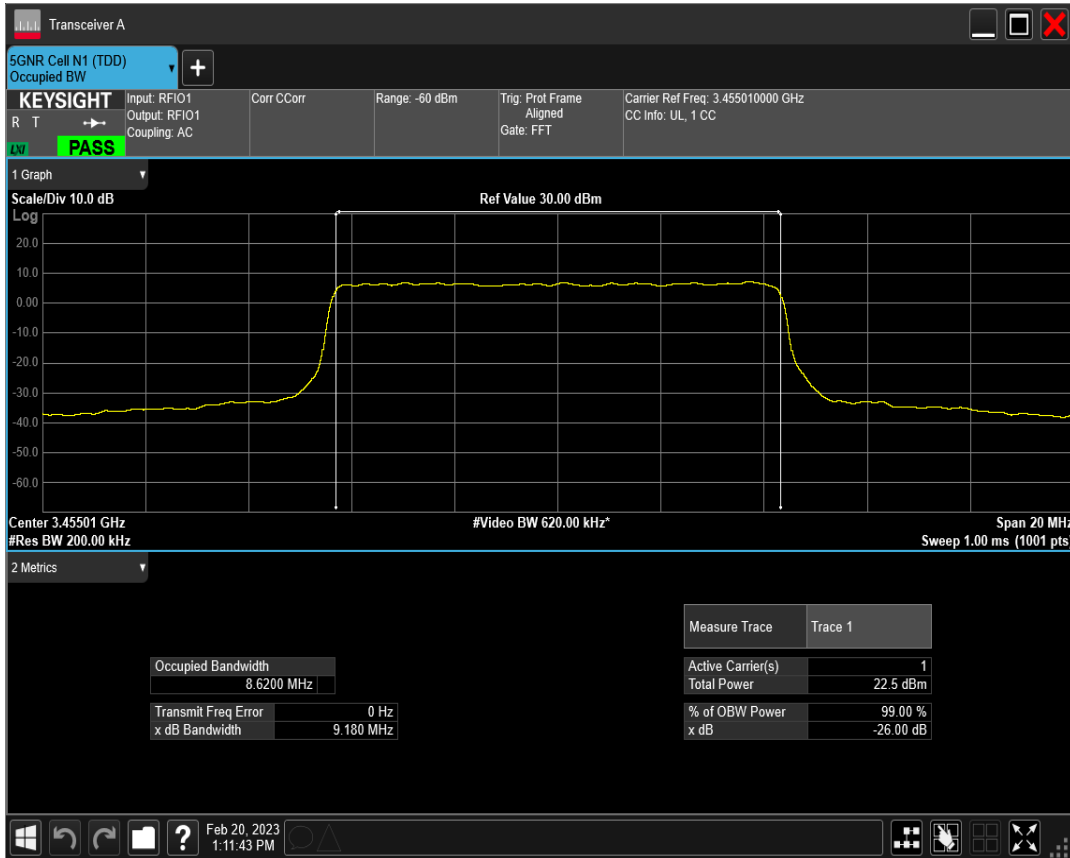 Transceiver A
5GNR Cell N1 (TDD)
Occupied BW
+
KEYSIGHT
R T
LXI
PASS
Input: RFIO1
Output: RFIO1
Coupling: AC
Corr CCorr
Range: -60 dBm
Trig: Prot Frame
Aligned
Gate: FFT
Carrier Ref Freq: 3.455010000 GHz
CC Info: UL, 1 CC
1 Graph
Scale/Div 10.0 dB
Ref Value 30.00 dBm
Log
20.0
10.0
0.00
-10.0
-20.0
-30.0
-40.0
-50.0
-60.0
Center 3.45501 GHz
#Video BW 620.00 kHz*
Span 20 MHz
#Res BW 200.00 kHz
Sweep 1.00 ms (1001 pts)
2 Metrics
Measure Trace Trace 1
Occupied Bandwidth
8.6200 MHz
Active Carrier(s) 1
Total Power 22.5 dBm
Transmit Freq Error 0 Hz
x dB Bandwidth 9.180 MHz
% of OBW Power 99.00 %
x dB -26.00 dB
?
Feb 20, 2023
1:11:43 PM